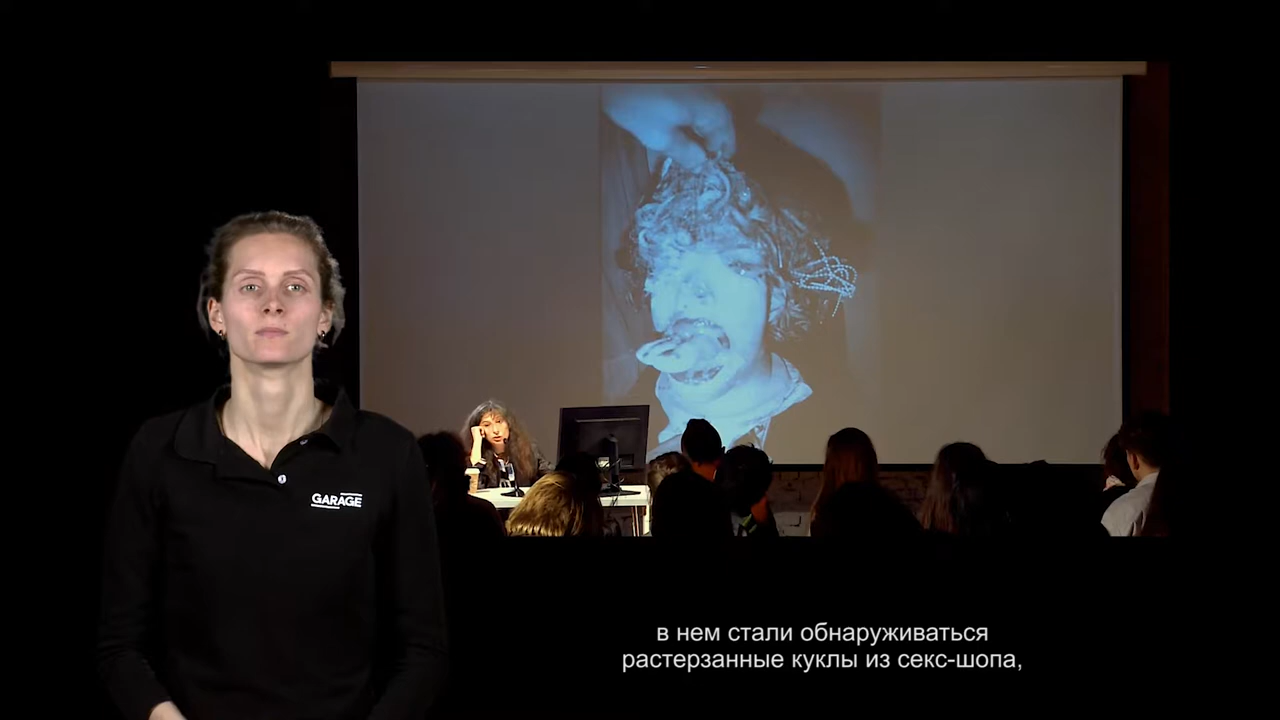 GARAGE
в нем стали обнаруживаться
растерзанные куклы из секс-шопа,